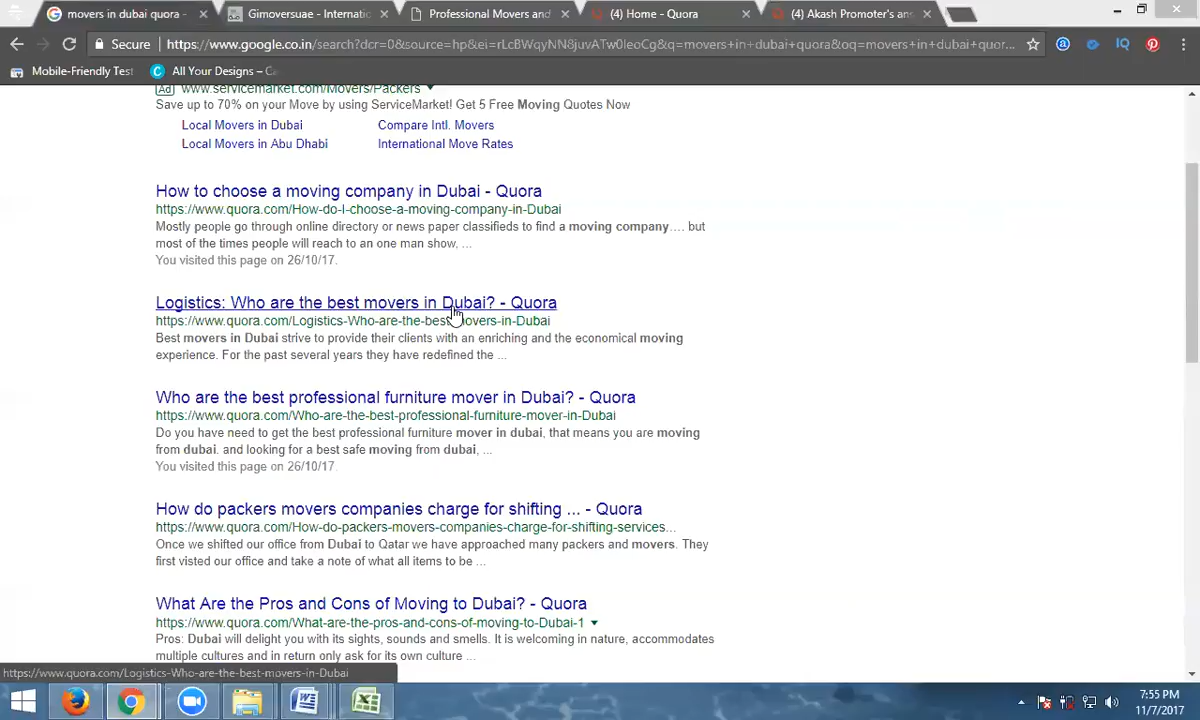 movers in dubai quora -
Gimoversuae - Internatio
Professional Movers and
(4) Home - Quora
(4) Akash Promoter's ans
Secure
https://www.google.co.in/search?dcr=0&source=hp&ei=rLcBWqyNN8juvATw0leoCg&q=movers+in+dubai+quora&oq=movers+in+dubai+quor...
Mobile-Friendly Test
All Your Designs – Ca
Ad www.servicemarket.com/Movers/Packers
Save up to 70% on your Move by using ServiceMarket! Get 5 Free Moving Quotes Now
Local Movers in Dubai Compare Intl. Movers
Local Movers in Abu Dhabi International Move Rates
How to choose a moving company in Dubai - Quora
https://www.quora.com/How-do-I-choose-a-moving-company-in-Dubai
Mostly people go through online directory or news paper classifieds to find a moving company.... but
most of the times people will reach to an one man show, ...
You visited this page on 26/10/17.
Logistics: Who are the best movers in Dubai? - Quora
https://www.quora.com/Logistics-Who-are-the-best-movers-in-Dubai
Best movers in Dubai strive to provide their clients with an enriching and the economical moving
experience. For the past several years they have redefined the ...
Who are the best professional furniture mover in Dubai? - Quora
https://www.quora.com/Who-are-the-best-professional-furniture-mover-in-Dubai
Do you have need to get the best professional furniture mover in dubai, that means you are moving
from dubai. and looking for a best safe moving from dubai, ...
You visited this page on 26/10/17.
How do packers movers companies charge for shifting ... - Quora
https://www.quora.com/How-do-packers-movers-companies-charge-for-shifting-services...
Once we shifted our office from Dubai to Qatar we have approached many packers and movers. They
first visted our office and take a note of what all items to be ...
What Are the Pros and Cons of Moving to Dubai? - Quora
https://www.quora.com/What-are-the-pros-and-cons-of-moving-to-Dubai-1
Pros: Dubai will delight you with its sights, sounds and smells. It is welcoming in nature, accommodates
multiple cultures and in return only ask for its own culture ...
https://www.quora.com/Logistics-Who-are-the-best-movers-in-Dubai
7:55 PM
11/7/2017